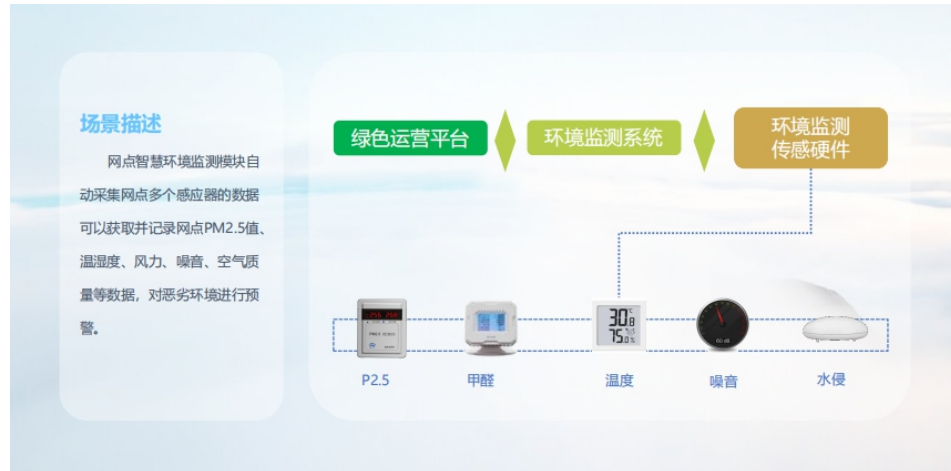 场景描述
网点智慧环境监测模块自
动采集网点多个感应器的数据
可以获取并记录网点PM2.5值、
温湿度、风力、噪音、空气质
量等数据，对恶劣环境进行预
警。
绿色运营平台
环境监测系统
环境监测
传感硬件
P2.5
甲醛
温度
噪音
水侵